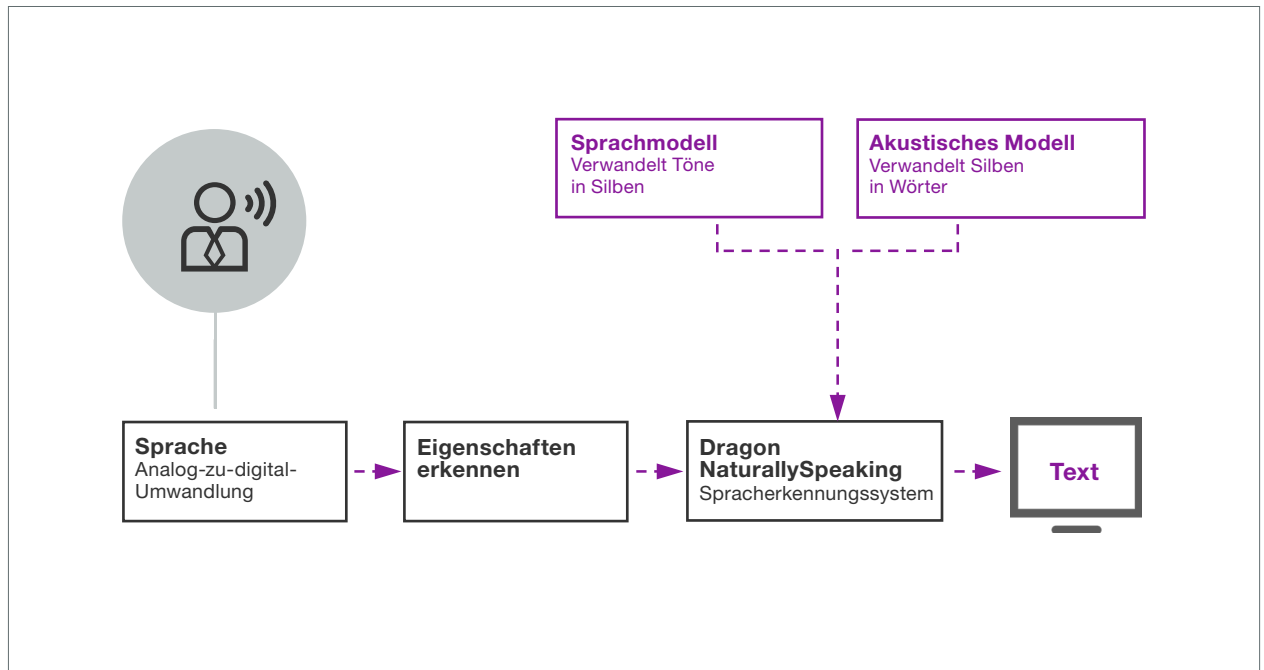 Sprachmodell
Verwandelt Töne
in Silben
Akustisches Modell
Verwandelt Silben
in Wörter
Sprache
Analog-zu-digital-
Umwandlung
Eigenschaften
erkennen
Dragon
NaturallySpeaking
Spracherkennungssystem
Text